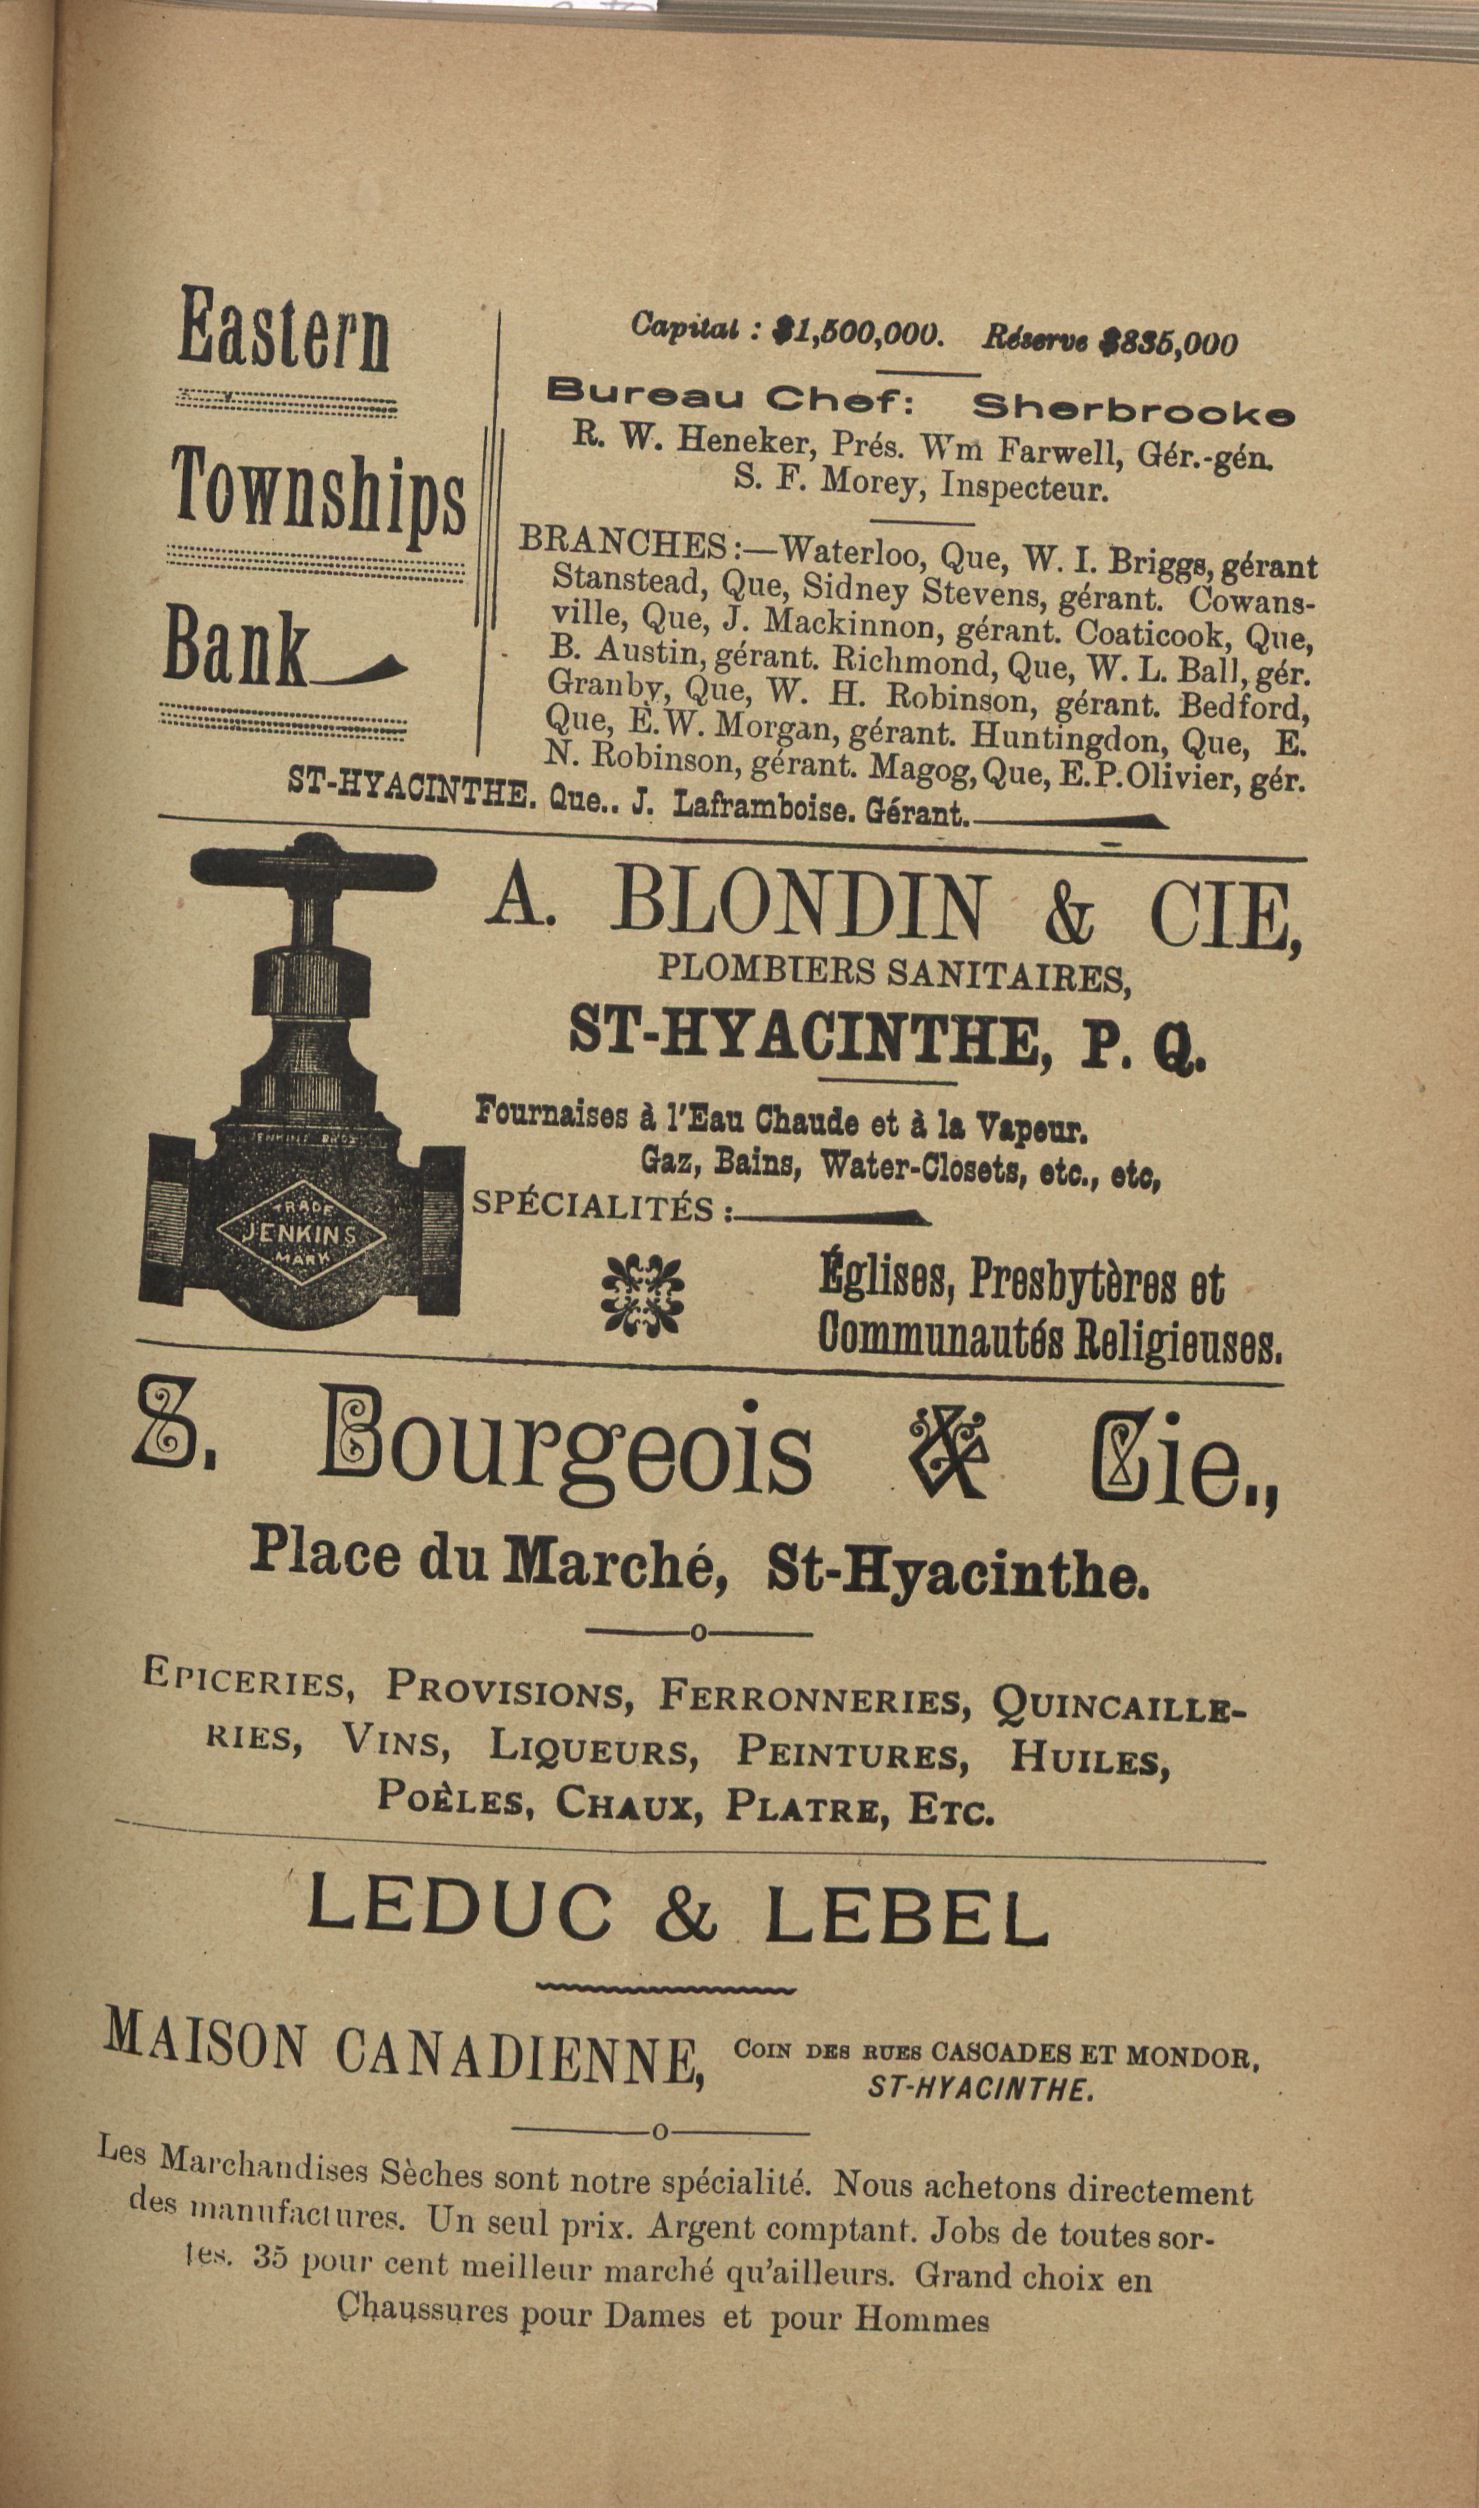 Eastern
Townships
Bank
Capital : $1,500,000. Réserve $835,000
Bureau Chef: Sherbrooke
R. W. Heneker, Prés. Wm Farwell, Gér.-gén.
S. F. Morey, Inspecteur.
BRANCHES :—Waterloo, Que, W. I. Briggs, gérant
Stanstead, Que, Sidney Stevens, gérant. Cowans-
ville, Que, J. Mackinnon, gérant. Coaticook, Que,
B. Austin, gérant. Richmond, Que, W. L. Ball, gér.
Granby, Que, W. H. Robinson, gérant. Bedford,
Que, E. W. Morgan, gérant. Huntingdon, Que, E.
N. Robinson, gérant. Magog, Que, E. P. Olivier, gér.
ST-HYACINTHE. Que.. J. Laframboise. Gérant.
A. BLONDIN & CIE,
PLOMBIERS SANITAIRES,
ST-HYACINTHE, P. Q.
Fournaises à l'Eau Chaude et à la Vapeur.
Gaz, Bains, Water-Closets, etc., etc,
SPÉCIALITÉS :
Églises, Presbytères et
Communautés Religieuses.
JENKINS BROS
TRADE
JENKINS
MARK
S. Bourgeois & Cie.,
Place du Marché, St-Hyacinthe.
o
EPICERIES, PROVISIONS, FERRONNERIES, QUINCAILLE-
RIES, VINS, LIQUEURS, PEINTURES, HUILES,
POÈLES, CHAUX, PLATRE, ETC.
LEDUC & LEBEL
MAISON CANADIENNE, COIN DES RUES CASCADES ET MONDOR,
ST-HYACINTHE.
o
Les Marchandises Sèches sont notre spécialité. Nous achetons directement
des manufactures. Un seul prix. Argent comptant. Jobs de toutes sor-
tes. 35 pour cent meilleur marché qu'ailleurs. Grand choix en
Chaussures pour Dames et pour Hommes